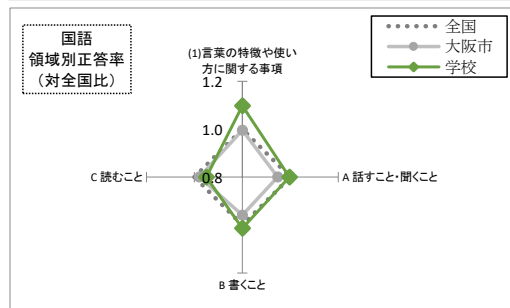 国語
領域別正答率
(対全国比)
全国
大阪市
学校
(1)言葉の特徴や使い
方に関する事項
1.2
1.0
0.8
C 読むこと
A 話すこと・聞くこと
B 書くこと